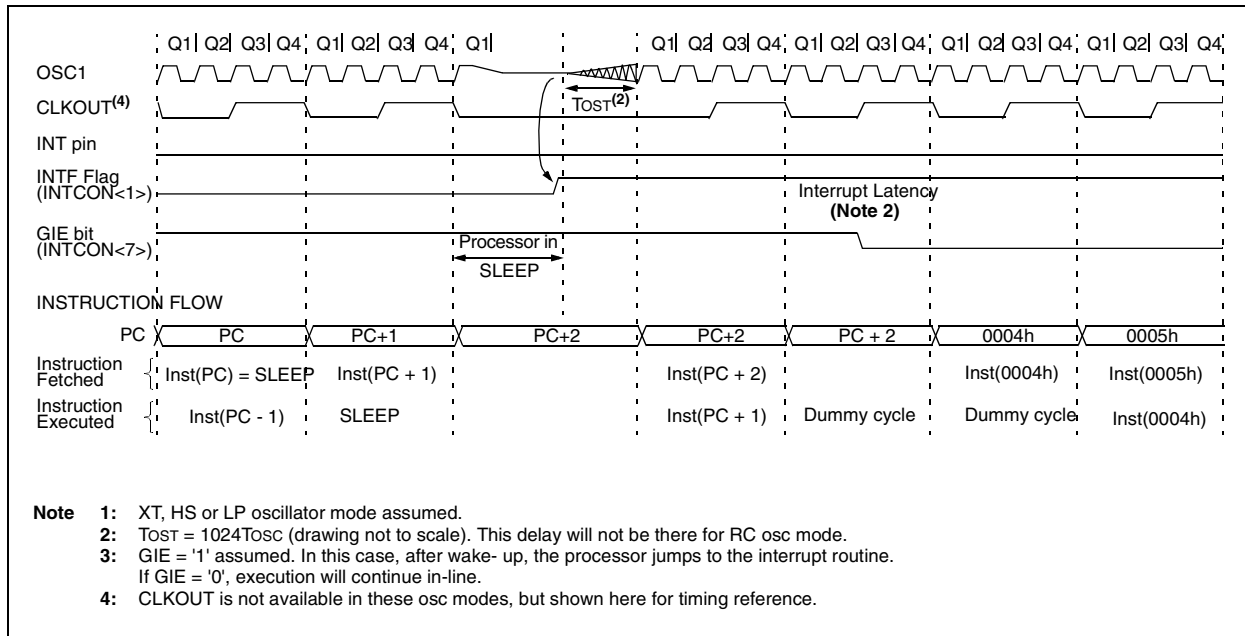 Q1 Q2 Q3 Q4 Q1 Q2 Q3 Q4 Q1 Q1 Q2 Q3 Q4 Q1 Q2 Q3 Q4 Q1 Q2 Q3 Q4 Q1 Q2 Q3 Q4
OSC1
CLKOUT(4)
TOST(2)
INT pin
INTF Flag
(INTCON<1>)
Interrupt Latency
(Note 2)
GIE bit
(INTCON<7>)
Processor in
SLEEP
INSTRUCTION FLOW
PC PC PC+1 PC+2 PC+2 PC + 2 0004h 0005h
Instruction
Fetched
Inst(PC) = SLEEP Inst(PC + 1) Inst(PC + 2) Inst(0004h) Inst(0005h)
Instruction
Executed
Inst(PC - 1) SLEEP Inst(PC + 1) Dummy cycle Dummy cycle Inst(0004h)
Note 1: XT, HS or LP oscillator mode assumed.
2: TOST = 1024TOSC (drawing not to scale). This delay will not be there for RC osc mode.
3: GIE = '1' assumed. In this case, after wake- up, the processor jumps to the interrupt routine.
If GIE = '0', execution will continue in-line.
4: CLKOUT is not available in these osc modes, but shown here for timing reference.